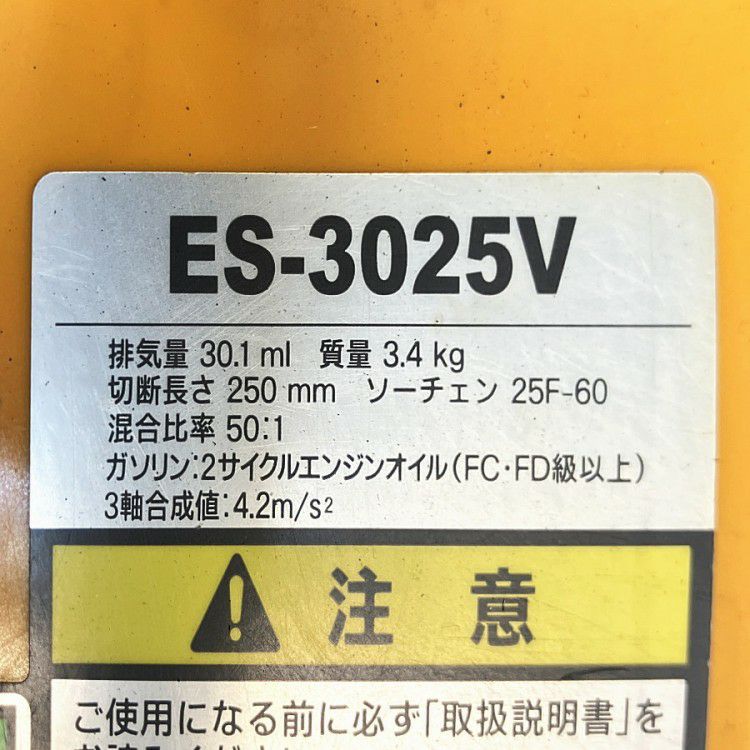 ES-3025V
排気量 30.1 ml 質量 3.4 kg
切断長さ 250 mm ソーチェン 25F-60
混合比率 50:1
ガソリン:2サイクルエンジンオイル(FC・FD級以上)
3軸合成値:4.2m/s²
注意
ご使用になる前に必ず「取扱説明書」を